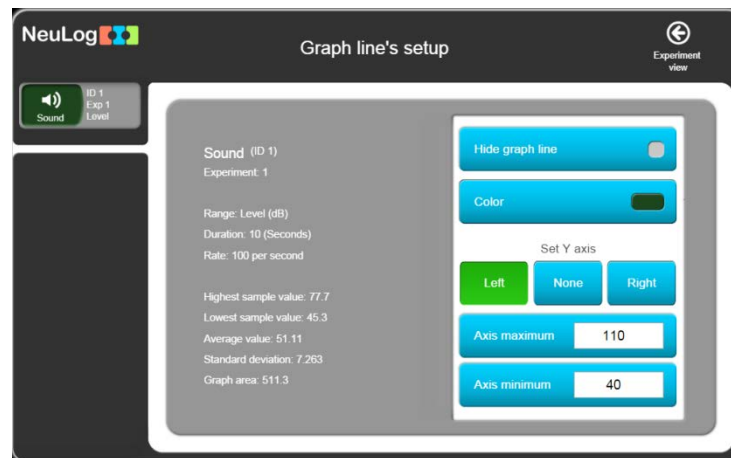 NeuLog
Graph line's setup
Experiment
view
Sound
ID 1
Exp 1
Level
Sound (ID 1)
Experiment: 1
Range: Level (dB)
Duration: 10 (Seconds)
Rate: 100 per second
Highest sample value: 77.7
Lowest sample value: 45.3
Average value: 51.11
Standard deviation: 7.263
Graph area: 511.3
Hide graph line
Color
Set Y axis
Left None Right
Axis maximum 110
Axis minimum 40